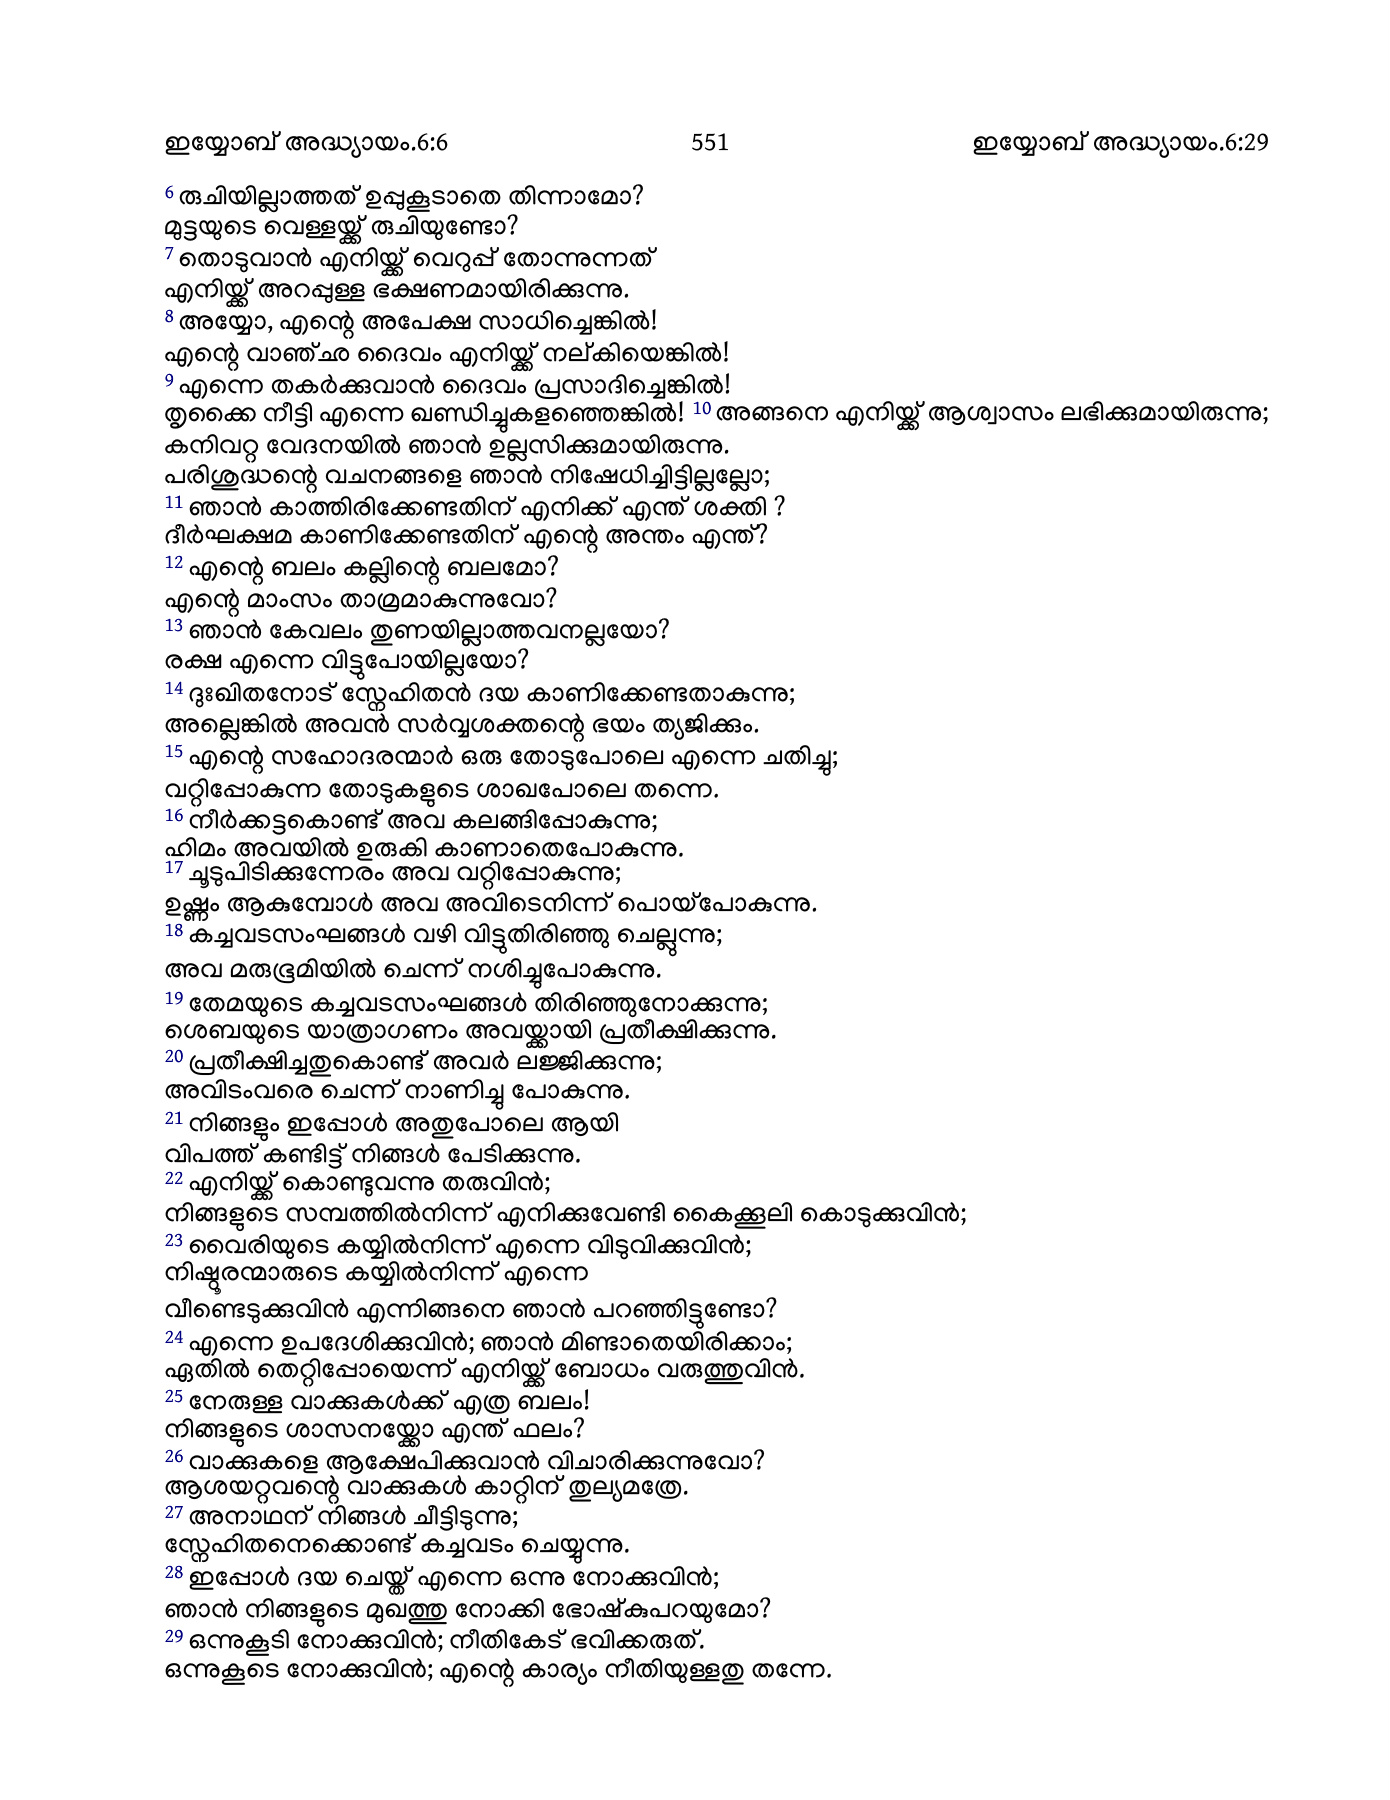 ഇയ്യോബ് അദ്ധ്യായം.6:6 551 ഇയ്യോബ് അദ്ധ്യായം.6:29
6 രുചിയില്ലാത്തത് ഉപ്പുകൂടാതെ തിന്നാമോ?
മുട്ടയുടെ വെള്ളയ്ക്ക് രുചിയുണ്ടോ?
7 തൊടുവാൻ എനിയ്ക്ക് വെറുപ്പ് തോന്നുന്നത്
എനിയ്ക്ക് അറപ്പുള്ള ഭക്ഷണമായിരിക്കുന്നു.
8 അയ്യോ, എന്റെ അപേക്ഷ സാധിച്ചെങ്കിൽ!
എന്റെ വാഞ്ഛ ദൈവം എനിയ്ക്ക് നല്കിയെങ്കിൽ!
9 എന്നെ തകർക്കുവാൻ ദൈവം പ്രസാദിച്ചെങ്കിൽ!
തൃക്കൈ നീട്ടി എന്നെ ഖണ്ഡിച്ചുകളഞ്ഞെങ്കിൽ! 10 അങ്ങനെ എനിയ്ക്ക് ആശ്വാസം ലഭിക്കുമായിരുന്നു;
കനിവറ്റ വേദനയിൽ ഞാൻ ഉല്ലസിക്കുമായിരുന്നു.
പരിശുദ്ധന്റെ വചനങ്ങളെ ഞാൻ നിഷേധിച്ചിട്ടില്ലല്ലോ;
11 ഞാൻ കാത്തിരിക്കേണ്ടതിന് എനിക്ക് എന്ത് ശക്തി ?
ദീർഘക്ഷമ കാണിക്കേണ്ടതിന് എന്റെ അന്തം എന്ത്?
12 എന്റെ ബലം കല്ലിന്റെ ബലമോ?
എന്റെ മാംസം താമ്രമാകുന്നുവോ?
13 ഞാൻ കേവലം തുണയില്ലാത്തവനല്ലയോ?
രക്ഷ എന്നെ വിട്ടുപോയില്ലയോ?
14 ദുഃഖിതനോട് സ്നേഹിതൻ ദയ കാണിക്കേണ്ടതാകുന്നു;
അല്ലെങ്കിൽ അവൻ സർവ്വശക്തന്റെ ഭയം ത്യജിക്കും.
15 എന്റെ സഹോദരന്മാർ ഒരു തോടുപോലെ എന്നെ ചതിച്ചു;
വറ്റിപ്പോകുന്ന തോടുകളുടെ ശാഖപോലെ തന്നെ.
16 നീർക്കട്ടകൊണ്ട് അവ കലങ്ങിപ്പോകുന്നു;
ഹിമം അവയിൽ ഉരുകി കാണാതെപോകുന്നു.
17 ചൂടുപിടിക്കുന്നേരം അവ വറ്റിപ്പോകുന്നു;
ഉഷ്ണം ആകുമ്പോൾ അവ അവിടെനിന്ന് പൊയ്പോകുന്നു.
18 കച്ചവടസംഘങ്ങൾ വഴി വിട്ടുതിരിഞ്ഞു ചെല്ലുന്നു;
അവ മരുഭൂമിയിൽ ചെന്ന് നശിച്ചുപോകുന്നു.
19 തേമയുടെ കച്ചവടസംഘങ്ങൾ തിരിഞ്ഞുനോക്കുന്നു;
ശെബയുടെ യാത്രാഗണം അവയ്ക്കായി പ്രതീക്ഷിക്കുന്നു.
20 പ്രതീക്ഷിച്ചതുകൊണ്ട് അവർ ലജ്ജിക്കുന്നു;
അവിടംവരെ ചെന്ന് നാണിച്ചു പോകുന്നു.
21 നിങ്ങളും ഇപ്പോൾ അതുപോലെ ആയി
വിപത്ത് കണ്ടിട്ട് നിങ്ങൾ പേടിക്കുന്നു.
22 എനിയ്ക്ക് കൊണ്ടുവന്നു തരുവിൻ;
നിങ്ങളുടെ സമ്പത്തിൽനിന്ന് എനിക്കുവേണ്ടി കൈക്കൂലി കൊടുക്കുവിൻ;
23 വൈരിയുടെ കയ്യിൽനിന്ന് എന്നെ വിടുവിക്കുവിൻ;
നിഷ്ഠൂരന്മാരുടെ കയ്യിൽനിന്ന് എന്നെ
വീണ്ടെടുക്കുവിൻ എന്നിങ്ങനെ ഞാൻ പറഞ്ഞിട്ടുണ്ടോ?
24 എന്നെ ഉപദേശിക്കുവിൻ; ഞാൻ മിണ്ടാതെയിരിക്കാം;
ഏതിൽ തെറ്റിപ്പോയെന്ന് എനിയ്ക്ക് ബോധം വരുത്തുവിൻ.
25 നേരുള്ള വാക്കുകൾക്ക് എത്ര ബലം!
നിങ്ങളുടെ ശാസനയ്ക്കോ എന്ത് ഫലം?
26 വാക്കുകളെ ആക്ഷേപിക്കുവാൻ വിചാരിക്കുന്നുവോ?
ആശയറ്റവന്റെ വാക്കുകൾ കാറ്റിന് തുല്യമത്രേ.
27 അനാഥന് നിങ്ങൾ ചീട്ടിടുന്നു;
സ്നേഹിതനെക്കൊണ്ട് കച്ചവടം ചെയ്യുന്നു.
28 ഇപ്പോൾ ദയ ചെയ്ത് എന്നെ ഒന്നു നോക്കുവിൻ;
ഞാൻ നിങ്ങളുടെ മുഖത്തു നോക്കി ഭോഷ്കുപറയുമോ?
29 ഒന്നുകൂടി നോക്കുവിൻ; നീതികേട് ഭവിക്കരുത്.
ഒന്നുകൂടെ നോക്കുവിൻ; എന്റെ കാര്യം നീതിയുള്ളതു തന്നേ.